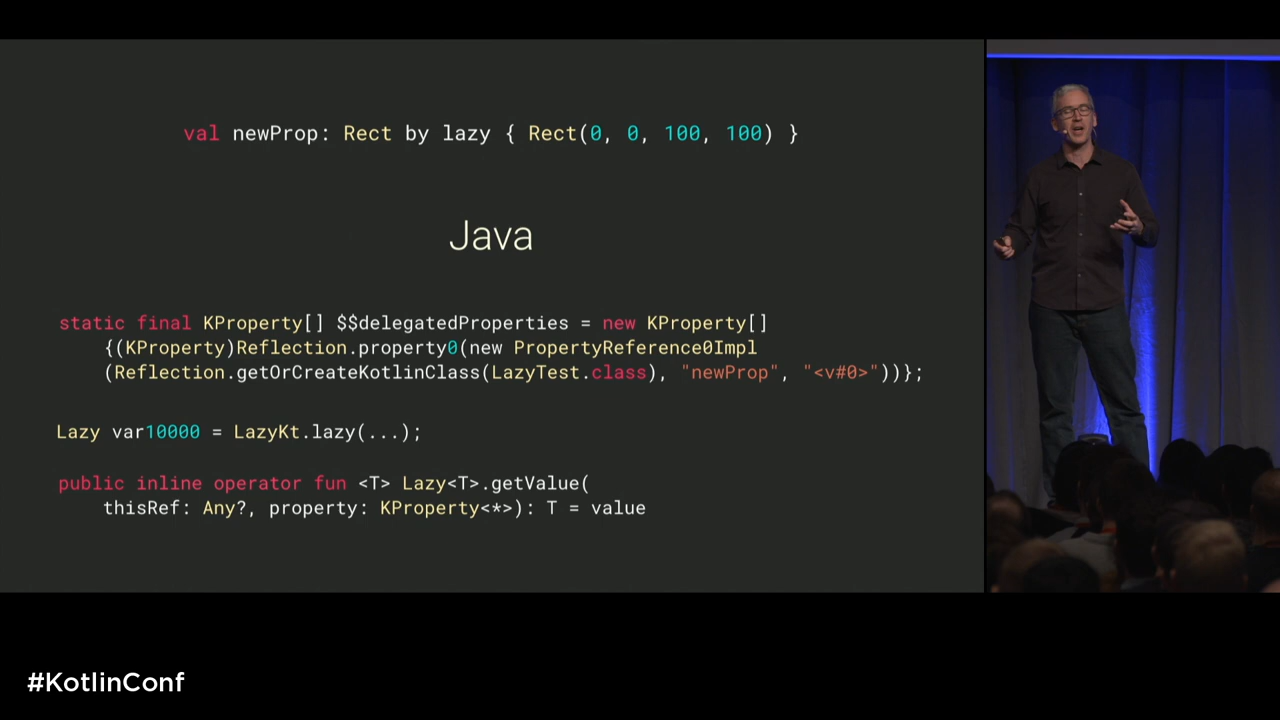 val newProp: Rect by lazy { Rect(0, 0, 100, 100) }
Java
static final KProperty[] $$delegatedProperties = new KProperty[]
{(KProperty)Reflection.property0(new PropertyReference0Impl
(Reflection.getOrCreateKotlinClass(LazyTest.class), "newProp", "<v#0>"))};
Lazy var10000 = LazyKt.lazy(...);
public inline operator fun <T> Lazy<T>.getValue(
thisRef: Any?, property: KProperty<*>): T = value
#KotlinConf